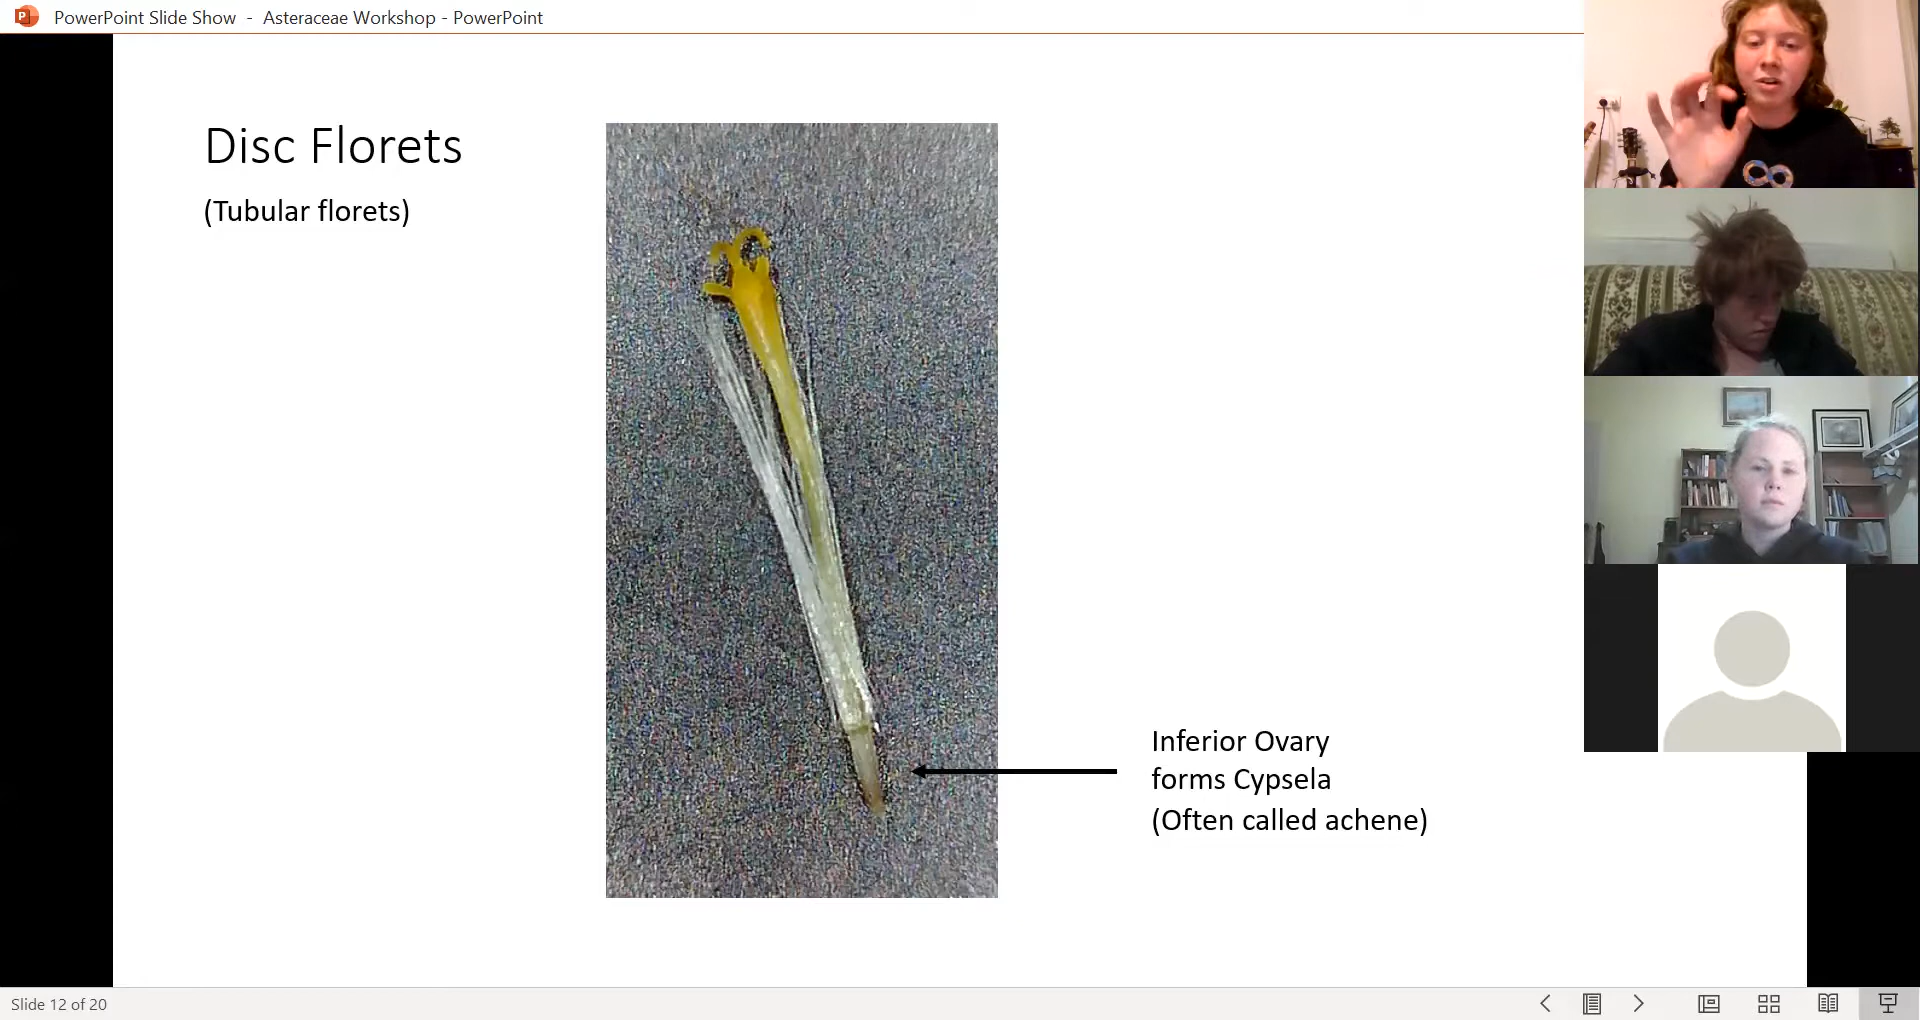 PowerPoint Slide Show - Asteraceae Workshop - PowerPoint
Disc Florets
(Tubular florets)
Inferior Ovary
forms Cypsela
(Often called achene)
Slide 12 of 20